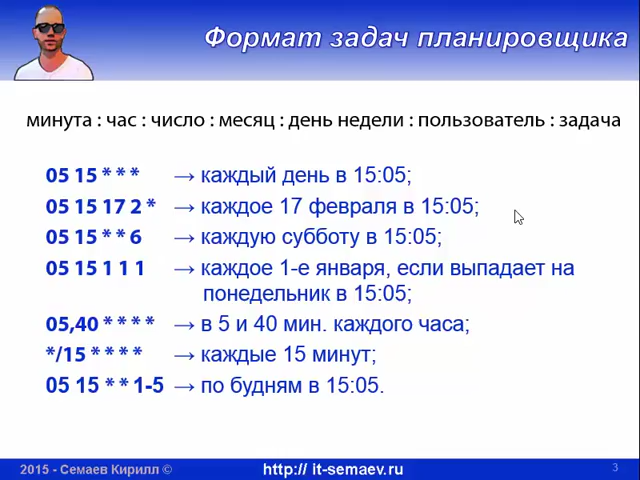 Формат задач планировщика
минута : час : число : месяц : день недели : пользователь : задача
05 15 * * * → каждый день в 15:05;
05 15 17 2 * → каждое 17 февраля в 15:05;
05 15 * * 6 → каждую субботу в 15:05;
05 15 1 1 1 → каждое 1-е января, если выпадает на
понедельник в 15:05;
05,40 * * * * → в 5 и 40 мин. каждого часа;
*/15 * * * * → каждые 15 минут;
05 15 * * 1-5 → по будням в 15:05.
2015 - Семаев Кирилл © http:// it-semaev.ru 3